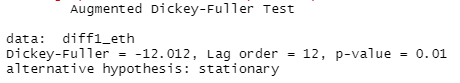 Augmented Dickey-Fuller Test
data:  diff1_eth
Dickey-Fuller = -12.012, Lag order = 12, p-value = 0.01
alternative hypothesis: stationary